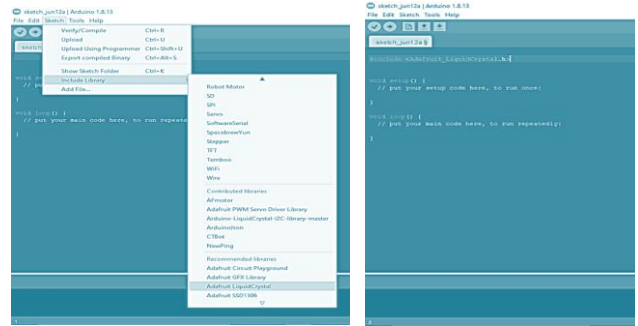 sketch_jun12a | Arduino 1.8.13
File Edit Sketch Tools Help
Verify/Compile Ctrl+R
Upload Ctrl+U
Upload Using Programmer Ctrl+Shift+U
Export compiled Binary Ctrl+Alt+S
Show Sketch Folder Ctrl+K
Include Library
Add File...
sketch
void
// pu
}
void loop() {
// put your main code here, to run repeate
}
Robot Motor
SD
SPI
Servo
SoftwareSerial
SpacebrewYun
Stepper
TFT
Temboo
WiFi
Wire
Contributed libraries
AFmotor
Adafruit PWM Servo Driver Library
Arduino-LiquidCrystal-I2C-library-master
ArduinoJson
CTBot
NewPing
Recommended libraries
Adafruit Circuit Playground
Adafruit GFX Library
Adafruit LiquidCrystal
Adafruit SSD1306
1
sketch_jun12a | Arduino 1.8.13
File Edit Sketch Tools Help
sketch_jun12a §
#include <Adafruit_LiquidCrystal.h>
void setup() {
// put your setup code here, to run once:
}
void loop() {
// put your main code here, to run repeatedly:
}
2